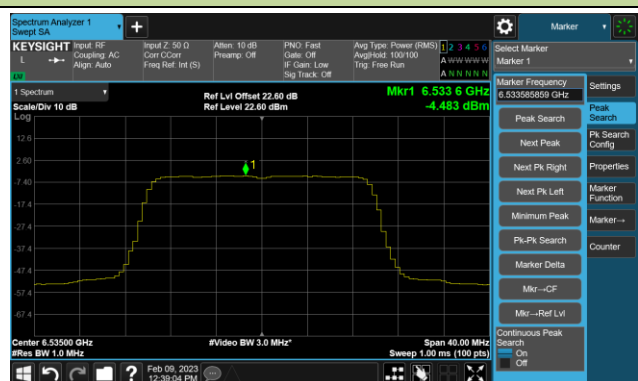 Spectrum Analyzer 1
Swept SA
+
Marker
KEYSIGHT
L
Input: RF
Coupling: AC
Align: Auto
Input Z: 50 Ω
Corr CCorr
Freq Ref: Int (S)
Atten: 10 dB
Preamp: Off
PNO: Fast
Gate: Off
IF Gain: Low
Sig Track: Off
Avg Type: Power (RMS)
Avg|Hold: 100/100
Trig: Free Run
1 2 3 4 5 6
A W W W W W
A N N N N N
Select Marker
Marker 1
1 Spectrum
Scale/Div 10 dB
Log
Ref Lvl Offset 22.60 dB
Ref Level 22.60 dBm
Mkr1 6.533 6 GHz
-4.483 dBm
12.6
2.60
-7.40
-17.4
-27.4
-37.4
-47.4
-57.4
-67.4
1
Center 6.53500 GHz
#Res BW 1.0 MHz
#Video BW 3.0 MHz*
Span 40.00 MHz
Sweep 1.00 ms (100 pts)
Marker Frequency
6.533585859 GHz
Peak Search
Next Peak
Next Pk Right
Next Pk Left
Minimum Peak
Pk-Pk Search
Marker Delta
Mkr→CF
Mkr→Ref Lvl
Continuous Peak
Search
On
Off
Settings
Peak
Search
Pk Search
Config
Properties
Marker
Function
Marker→
Counter
?
Feb 09, 2023
12:39:04 PM